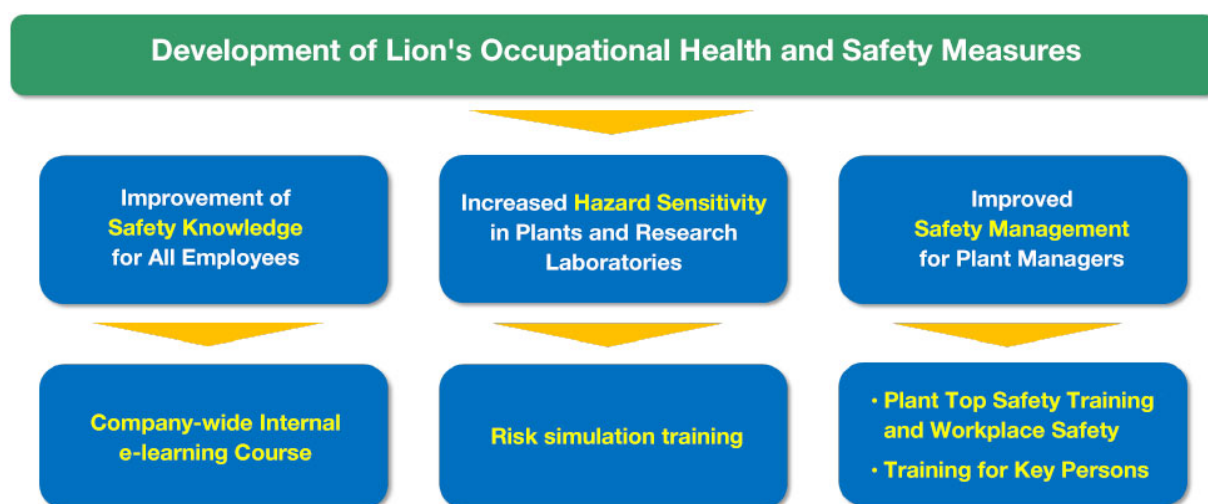 Development of Lion's Occupational Health and Safety Measures
Improvement of
Safety Knowledge
for All Employees
Increased Hazard Sensitivity
in Plants and Research
Laboratories
Improved
Safety Management
for Plant Managers
Company-wide Internal
e-learning Course
Risk simulation training
・Plant Top Safety Training
and Workplace Safety
・Training for Key Persons